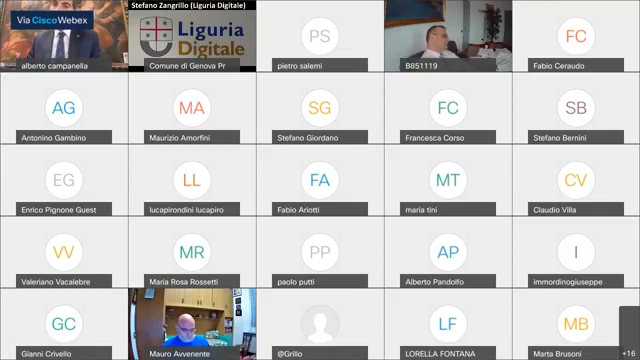 Via CiscoWebex
Stefano Zangrillo (Liguria Digitale)
Liguria
Digitale
PS
FC
alberto campanella
Comune di Genova Pr
pietro salemi
B851119
Fabio Ceraudo
AG
MA
SG
FC
SB
Antonino Gambino
Maurizio Amorfini
Stefano Giordano
Francesca Corso
Stefano Bernini
EG
LL
FA
MT
CV
Enrico Pignone Guest
lucapirondini lucapiro
Fabio Ariotti
maria tini
Claudio Villa
VV
MR
PP
AP
I
Valeriano Vacalebre
Maria Rosa Rossetti
paolo putti
Alberto Pandolfo
immordinogiuseppe
GC
LF
MB
Gianni Crivello
Mauro Avvenente
@Grillo
LORELLA FONTANA
Marta Brusoni
+16